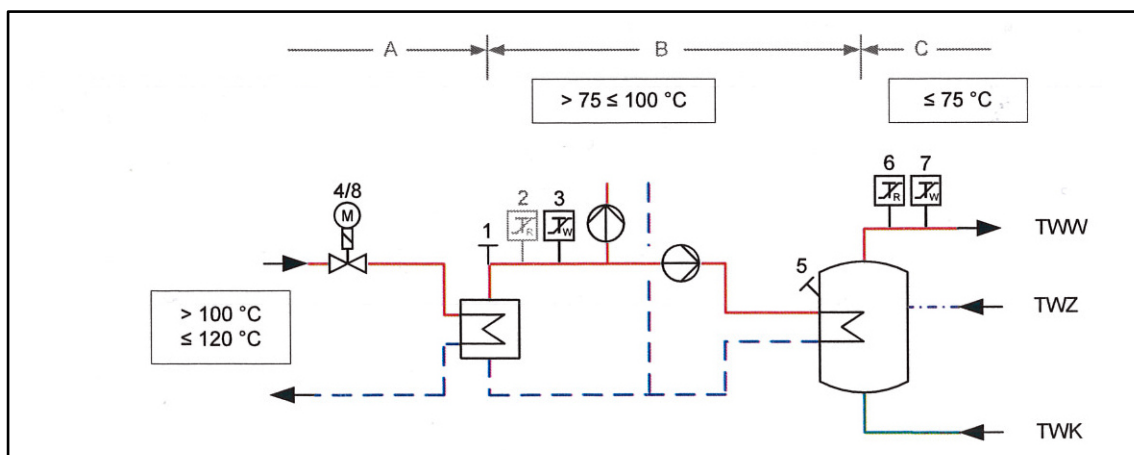 A
B
C
> 75 ≤ 100 °C
≤ 75 °C
4/8
M
1
2
R
3
W
6
R
7
W
TWW
5
> 100 °C
≤ 120 °C
TWZ
TWK